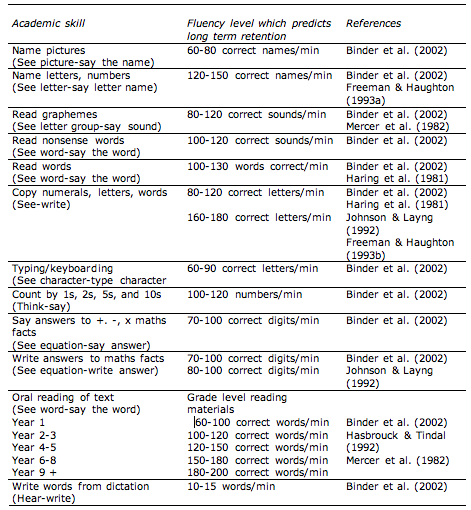 Academic skill Fluency level which predicts References
long term retention
Name pictures 60-80 correct names/min Binder et al. (2002)
(See picture-say the name)
Name letters, numbers 120-150 correct names/min Binder et al. (2002)
(See letter-say letter name) Freeman & Haughton
(1993a)
Read graphemes 80-120 correct sounds/min Binder et al. (2002)
(See letter group-say sound) Mercer et al. (1982)
Read nonsense words 100-120 correct sounds/min Binder et al. (2002)
(See word-say the word)
Read words 100-130 words correct/min Binder et al. (2002)
(See word-say the word) Haring et al. (1981)
Copy numerals, letters, words 80-120 correct letters/min Binder et al. (2002)
(See-write) Haring et al. (1981)
160-180 correct letters/min Johnson & Layng
(1992)
Freeman & Haughton
(1993b)
Typing/keyboarding 60-90 correct letters/min Binder et al. (2002)
(See character-type character
Count by 1s, 2s, 5s, and 10s 100-120 numbers/min Binder et al. (2002)
(Think-say)
Say answers to +. -, x maths 70-100 correct digits/min Binder et al. (2002)
facts
(See equation-say answer)
Write answers to maths facts 70-100 correct digits/min Binder et al. (2002)
(See equation-write answer) 80-100 correct digits/min Johnson & Layng
(1992)
Oral reading of text Grade level reading
(See word-say the word) materials
Year 1 60-100 correct words/min Binder et al. (2002)
Year 2-3 100-120 correct words/min Hasbrouck & Tindal
Year 4-5 120-150 correct words/min (1992)
Year 6-8 150-180 correct words/min Mercer et al. (1982)
Year 9 + 180-200 correct words/min
Write words from dictation 10-15 words/min Binder et al. (2002)
(Hear-write)